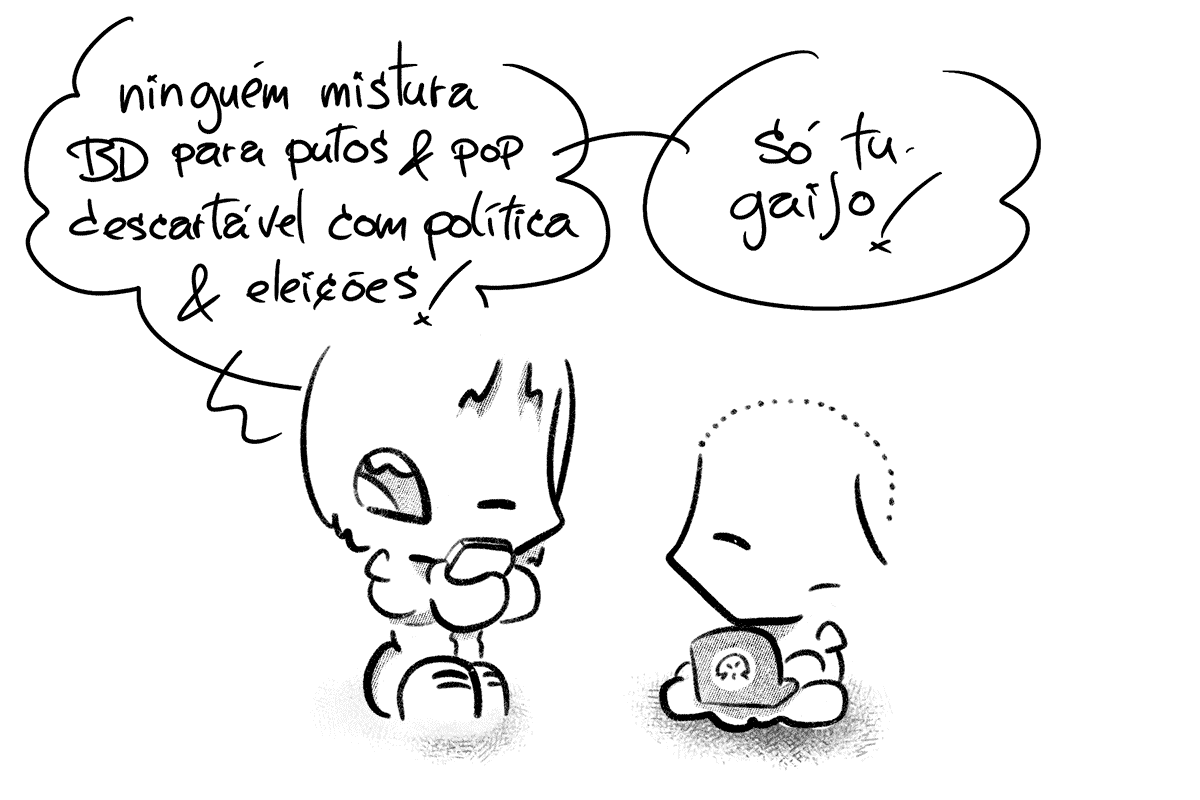 ninguém mistura
BD para putos & pop
descartável com política
& eleições!
só tu.
gaijo!